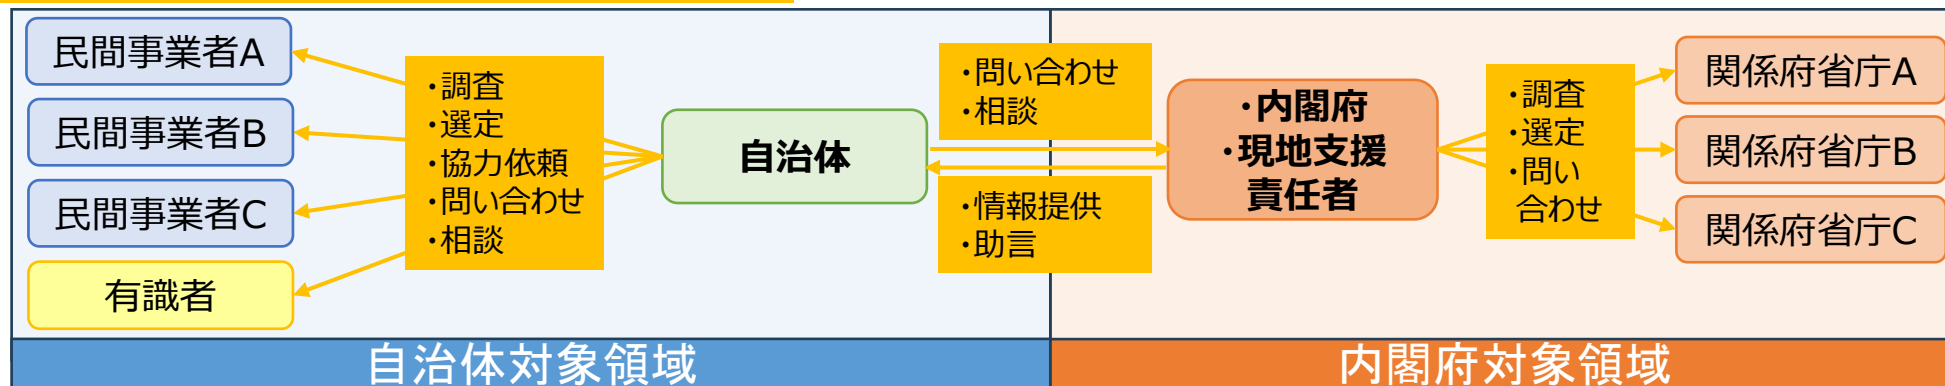 民間事業者A
民間事業者B
民間事業者C
有識者
・調査
・選定
・協力依頼
・問い合わせ
・相談
自治体
・問い合わせ
・相談
・情報提供
・助言
・内閣府
・現地支援
責任者
・調査
・選定
・問い
合わせ
関係府省庁A
関係府省庁B
関係府省庁C
自治体対象領域
内閣府対象領域